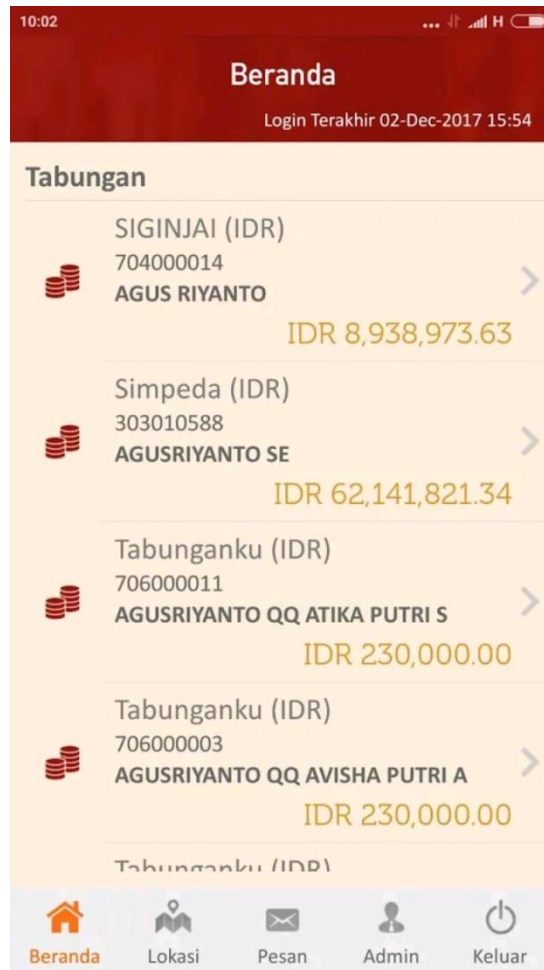 10:02
... H
Beranda
Login Terakhir 02-Dec-2017 15:54
Tabungan
SIGINJAI (IDR)
704000014
AGUS RIYANTO
IDR 8,938,973.63
Simpeda (IDR)
303010588
AGUSRIYANTO SE
IDR 62,141,821.34
Tabunganku (IDR)
706000011
AGUSRIYANTO QQ ATIKA PUTRI S
IDR 230,000.00
Tabunganku (IDR)
706000003
AGUSRIYANTO QQ AVISHA PUTRI A
IDR 230,000.00
Tabunganku (IDR)
Beranda Lokasi Pesan Admin Keluar